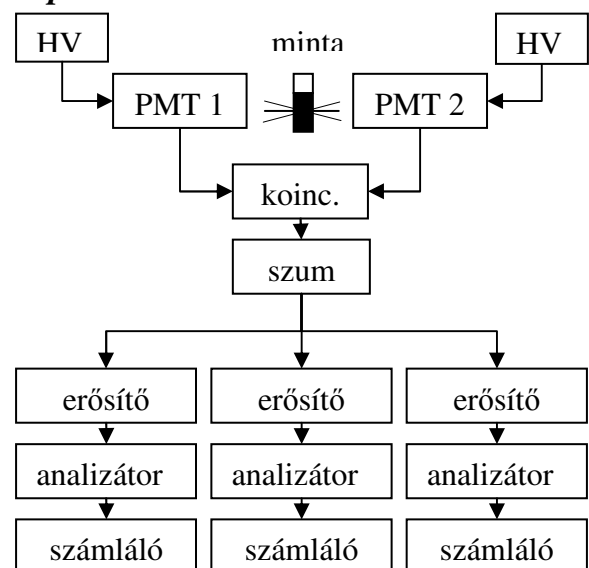 HV minta HV
PMT 1 PMT 2
koinc.
szum
erősítő erősítő erősítő
analizátor analizátor analizátor
számláló számláló számláló